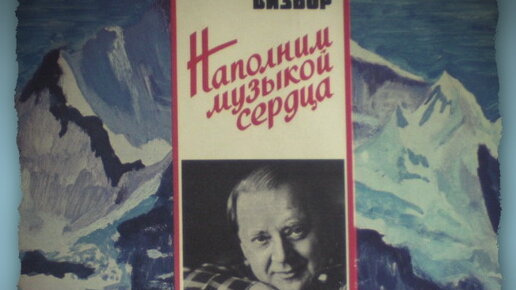 ВИЗБОР
Наполним
музыкой
сердца